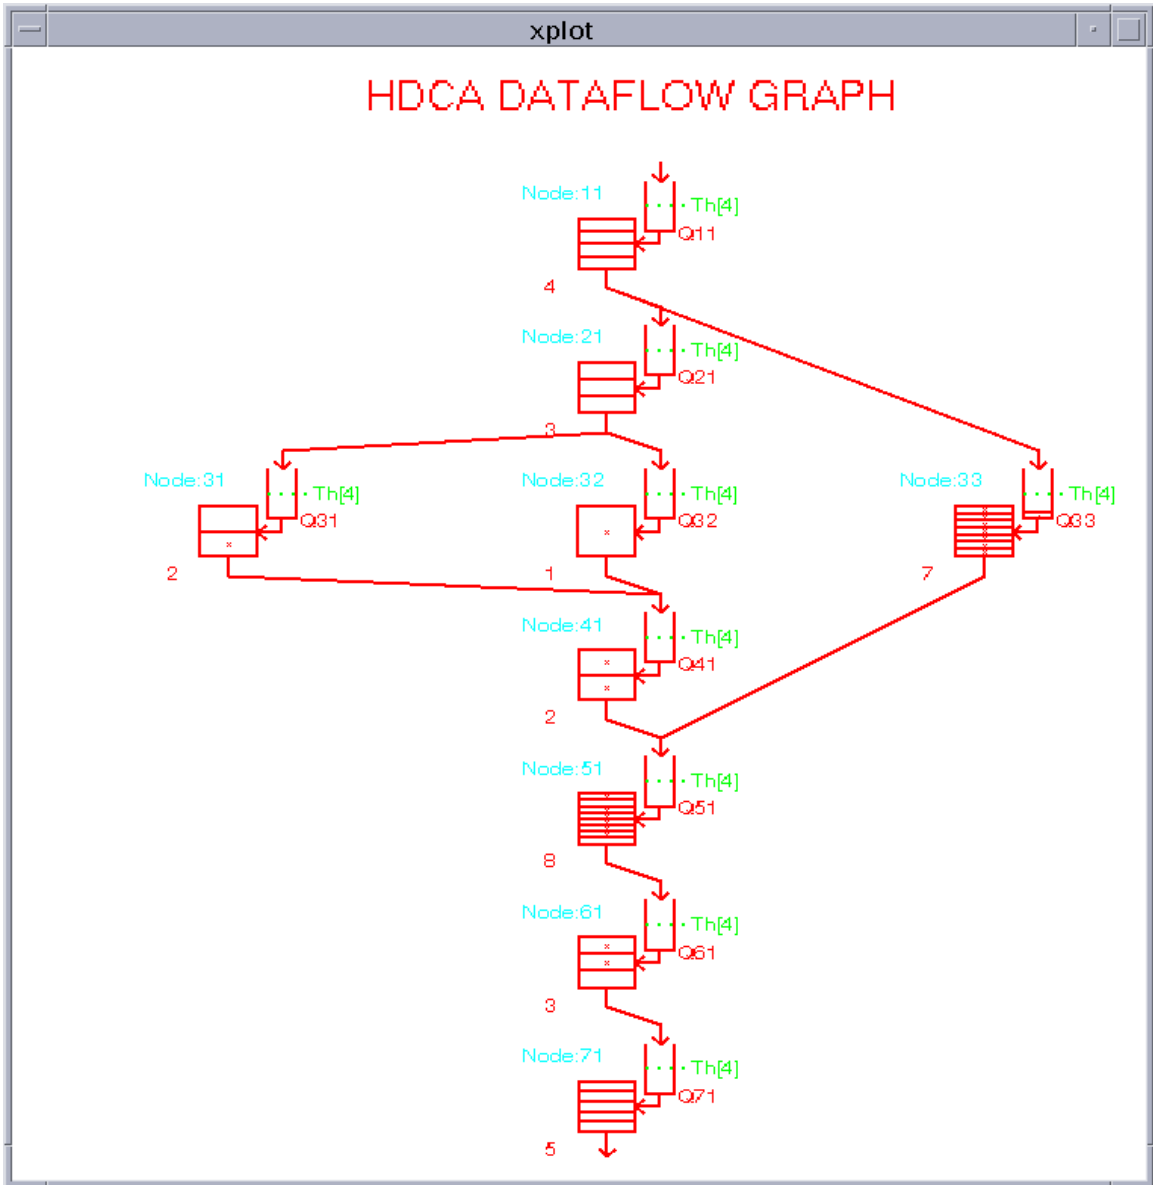 xplot
HDCA DATAFLOW GRAPH
Node:11
Th[4]
Q11
4
Node:21
Th[4]
Q21
3
Node:31
Th[4]
Q31
2
Node:32
Th[4]
Q32
1
Node:33
Th[4]
Q33
7
Node:41
Th[4]
Q41
2
Node:51
Th[4]
Q51
8
Node:61
Th[4]
Q61
3
Node:71
Th[4]
Q71
5